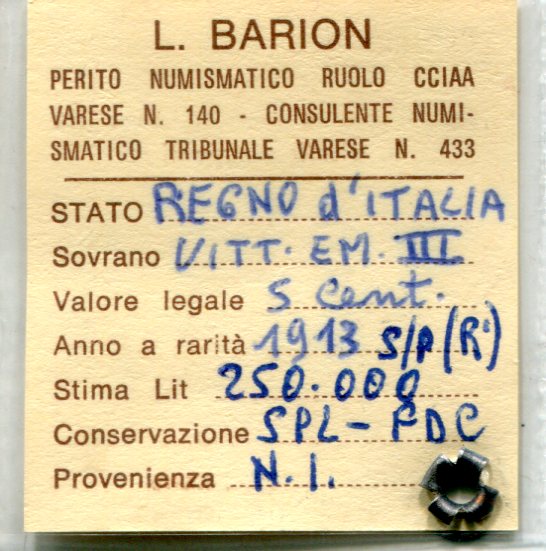 L. BARION
PERITO NUMISMATICO RUOLO CCIAA
VARESE N. 140 - CONSULENTE NUMI-
SMATICO TRIBUNALE VARESE N. 433
STATO REGNO d'ITALIA
Sovrano VITT. EM. III
Valore legale 5 Cent.
Anno a rarità 1913 S/P (R²)
Stima Lit 250.000
Conservazione SPL - FDC
Provenienza N.I.